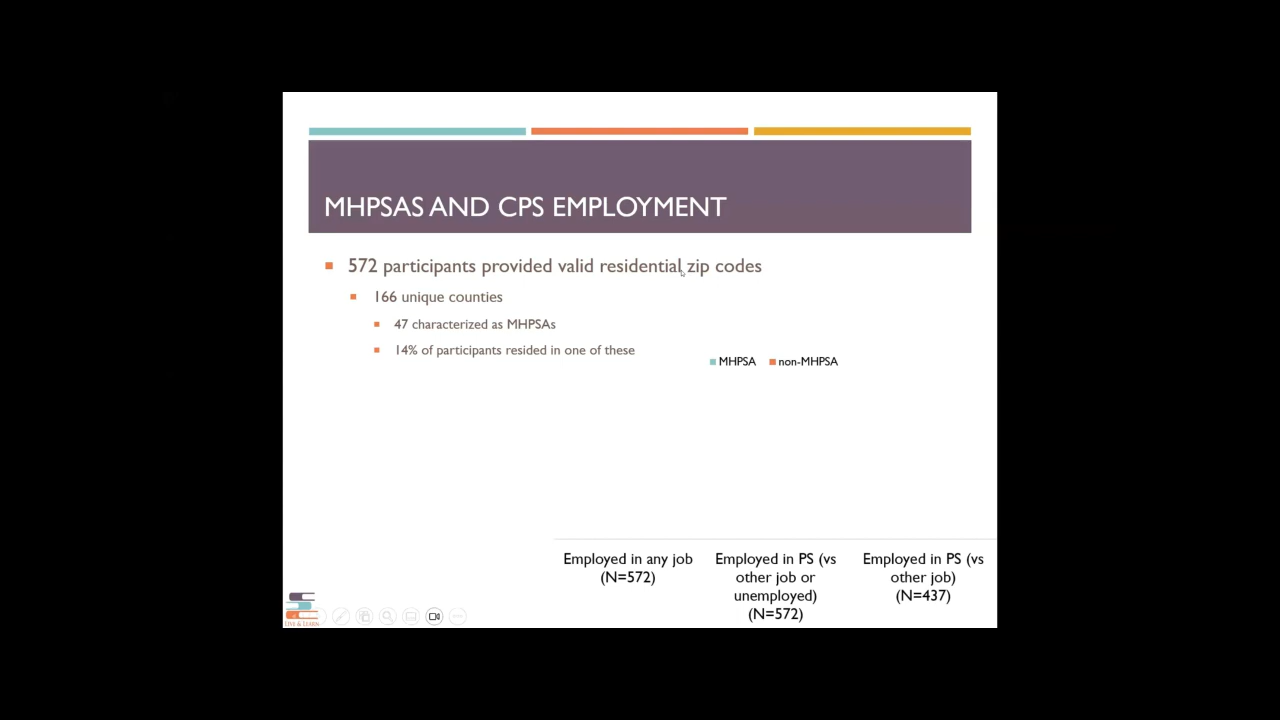 MHPSAS AND CPS EMPLOYMENT
572 participants provided valid residential zip codes
166 unique counties
47 characterized as MHPSAs
14% of participants resided in one of these
MHPSA non-MHPSA
Employed in any job
(N=572)
Employed in PS (vs
other job or
unemployed)
(N=572)
Employed in PS (vs
other job)
(N=437)
LIVE & LEARN